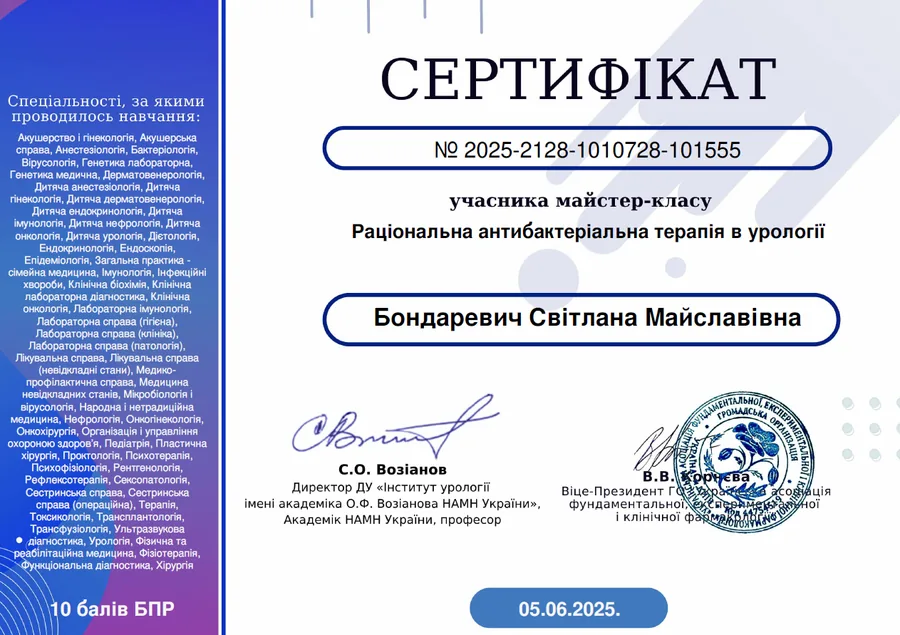 Спеціальності, за якими
проводилось навчання:
Акушерство і гінекологія, Акушерська
справа, Анестезіологія, Бактеріологія,
Вірусологія, Генетика лабораторна,
Генетика медична, Дерматовенерологія,
Дитяча анестезіологія, Дитяча
гінекологія, Дитяча дерматовенерологія,
Дитяча ендокринологія, Дитяча
імунологія, Дитяча нефрологія, Дитяча
онкологія, Дитяча урологія, Дієтологія,
Ендокринологія, Ендоскопія,
Епідеміологія, Загальна практика -
сімейна медицина, Імунологія, Інфекційні
хвороби, Клінічна біохімія, Клінічна
лабораторна діагностика, Клінічна
онкологія, Лабораторна імунологія,
Лабораторна справа (гігієна),
Лабораторна справа (клініка),
Лабораторна справа (патологія),
Лікувальна справа, Лікувальна справа
(невідкладні стани), Медико-
профілактична справа, Медицина
невідкладних станів, Мікробіологія і
вірусологія, Народна і нетрадиційна
медицина, Нефрологія, Онкогінекологія,
Онкохірургія, Організація і управління
охороною здоров'я, Педіатрія, Пластична
хірургія, Проктологія, Психотерапія,
Психофізіологія, Рентгенологія,
Рефлексотерапія, Сексопатологія,
Сестринська справа, Сестринська
справа (операційна), Терапія,
Токсикологія, Трансплантологія,
Трансфузіологія, Ультразвукова
діагностика, Урологія, Фізична та
реабілітаційна медицина, Фізіотерапія,
Функціональна діагностика, Хірургія
10 балів БПР
СЕРТИФІКАТ
№ 2025-2128-1010728-101555
учасника майстер-класу
Раціональна антибактеріальна терапія в урології
Бондаревич Світлана Майславівна
С.О. Возіанов
Директор ДУ «Інститут урології
імені академіка О.Ф. Возіанова НАМН України»,
Академік НАМН України, професор
В.В. Корнєва
Віце-Президент ГО "Українська асоціація
фундаментальної, експериментальної
і клінічної фармакології"
05.06.2025.